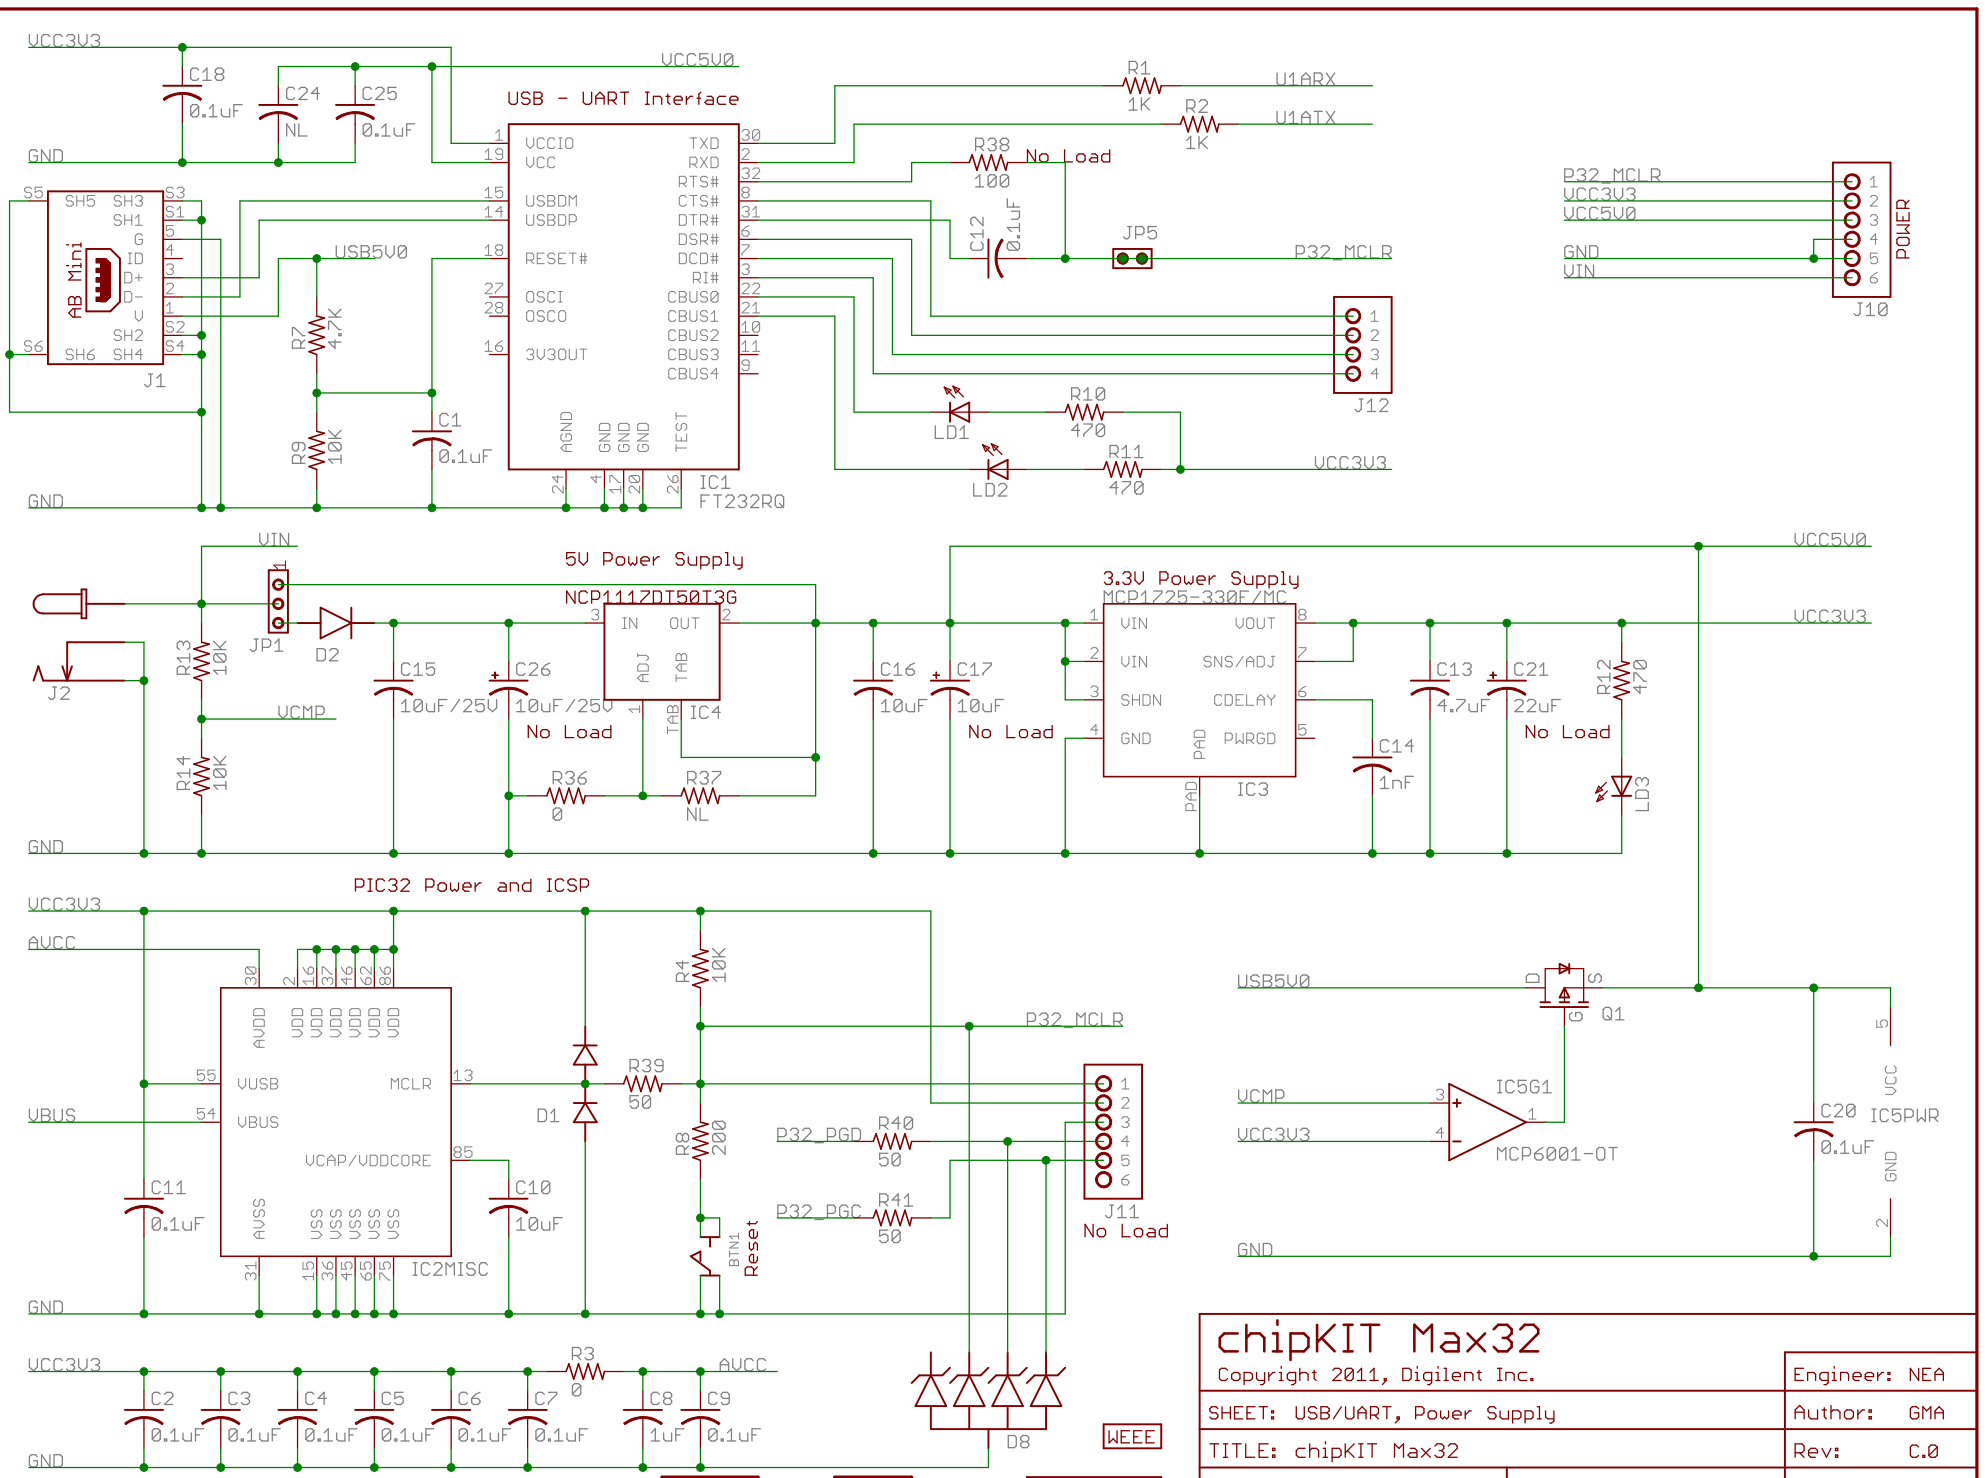 VCC3V3
C18
0.1uF
C24
NL
C25
0.1uF
VCC5V0
GND
USB - UART Interface
1 VCCIO
19 VCC
15 USBDM
14 USBDP
18 RESET#
27 OSCI
28 OSCO
16 3V3OUT
TXD 30
RXD 2
RTS# 32
CTS# 8
DTR# 31
DSR# 6
DCD# 7
RI# 3
CBUS0 22
CBUS1 21
CBUS2 10
CBUS3 11
CBUS4 9
AGND GND GND GND TEST
24 4 17 20 26
IC1
FT232RQ
R1
1K
U1ARX
R2
1K
U1ATX
R38
100
No Load
C12
0.1uF
JP5
P32_MCLR
1
2
3
4
J12
LD1
R10
470
LD2
R11
470
VCC3V3
P32_MCLR
VCC3V3
VCC5V0
GND
VIN
1
2
3
4
5
6
POWER
J10
S5 SH5 SH3 S3
SH1 S1
G 5
ID 4
D+ 3
D- 2
V 1
SH2 S2
S6 SH6 SH4 S4
AB Mini
J1
USB5V0
R7
4.7K
R9
10K
C1
0.1uF
GND
VIN
1
JP1
D2
J2
R13
10K
VCMP
R14
10K
GND
5V Power Supply
NCP1117DT50T3G
3 IN OUT 2
ADJ TAB
1 TAB
IC4
C15
10uF/25V
C26
10uF/25V
No Load
R36
0
R37
NL
C16
10uF
C17
10uF
No Load
3.3V Power Supply
MCP1725-330F/MC
1 VIN VOUT 8
2 VIN SNS/ADJ 7
3 SHDN CDELAY 6
4 GND PAD PWRGD 5
PAD
IC3
C14
1nF
C13
4.7uF
C21
22uF
No Load
R12
470
LD3
VCC5V0
VCC3V3
PIC32 Power and ICSP
VCC3V3
AVCC
30 2 16 37 46 62 86
AVDD VDD VDD VDD VDD VDD VDD
55 VUSB MCLR 13
VBUS
54 VBUS
VCAP/VDDCORE 85
AVSS VSS VSS VSS VSS VSS
31 15 36 45 65 75
IC2MISC
C11
0.1uF
C10
10uF
D1
R39
50
R4
10K
R8
200
BTN1
Reset
P32_MCLR
P32_PGD
R40
50
P32_PGC
R41
50
1
2
3
4
5
6
J11
No Load
GND
USB5V0
D S
G
Q1
VCMP
VCC3V3
3 +
4 -
1
IC5G1
MCP6001-OT
C20
0.1uF
5
VCC
IC5PWR
GND
2
GND
VCC3V3
C2
0.1uF
C3
0.1uF
C4
0.1uF
C5
0.1uF
C6
0.1uF
C7
0.1uF
R3
0
C8
1uF
C9
0.1uF
AVCC
GND
D8
WEEE
chipKIT Max32
Copyright 2011, Digilent Inc.
Engineer: NEA
SHEET: USB/UART, Power Supply
Author: GMA
TITLE: chipKIT Max32
Rev: C.0